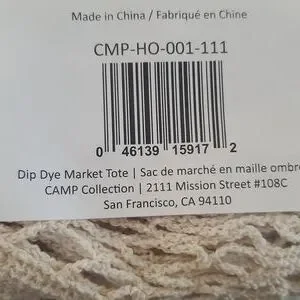 Made in China / Fabriqué en Chine
CMP-HO-001-111
0 46139 15917 2
Dip Dye Market Tote | Sac de marché en maille ombre
CAMP Collection | 2111 Mission Street #108C
San Francisco, CA 94110